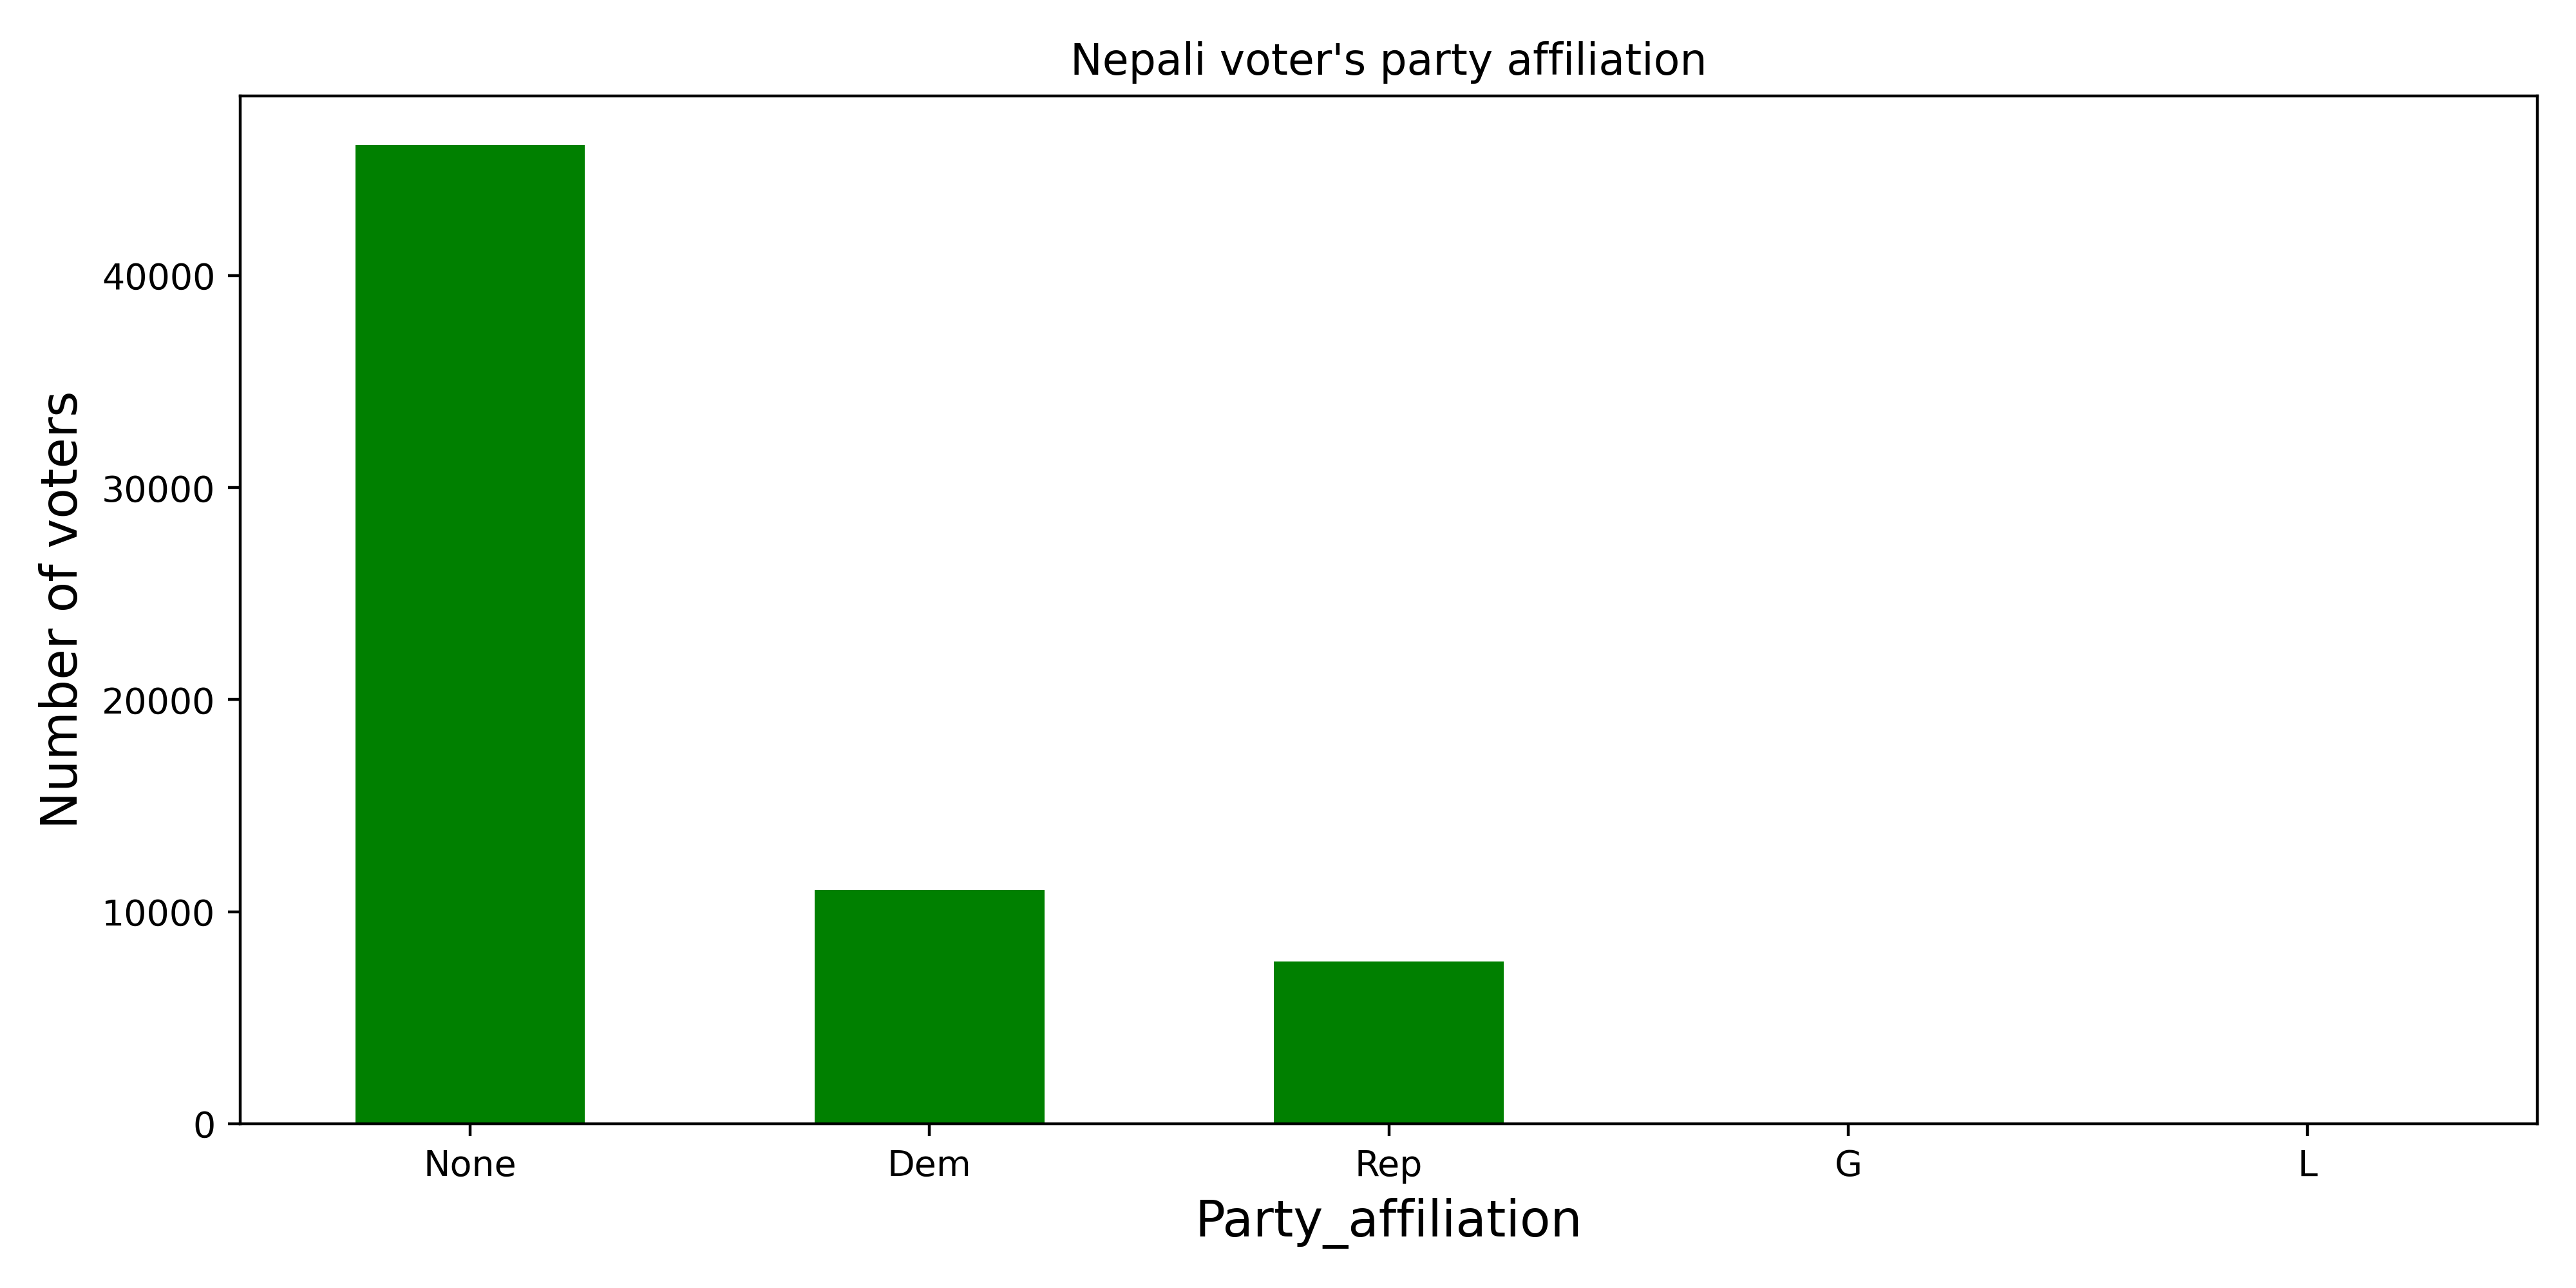 Nepali voter's party affiliation
Number of voters
40000
30000
20000
10000
0
None
Dem
Rep
G
L
Party_affiliation